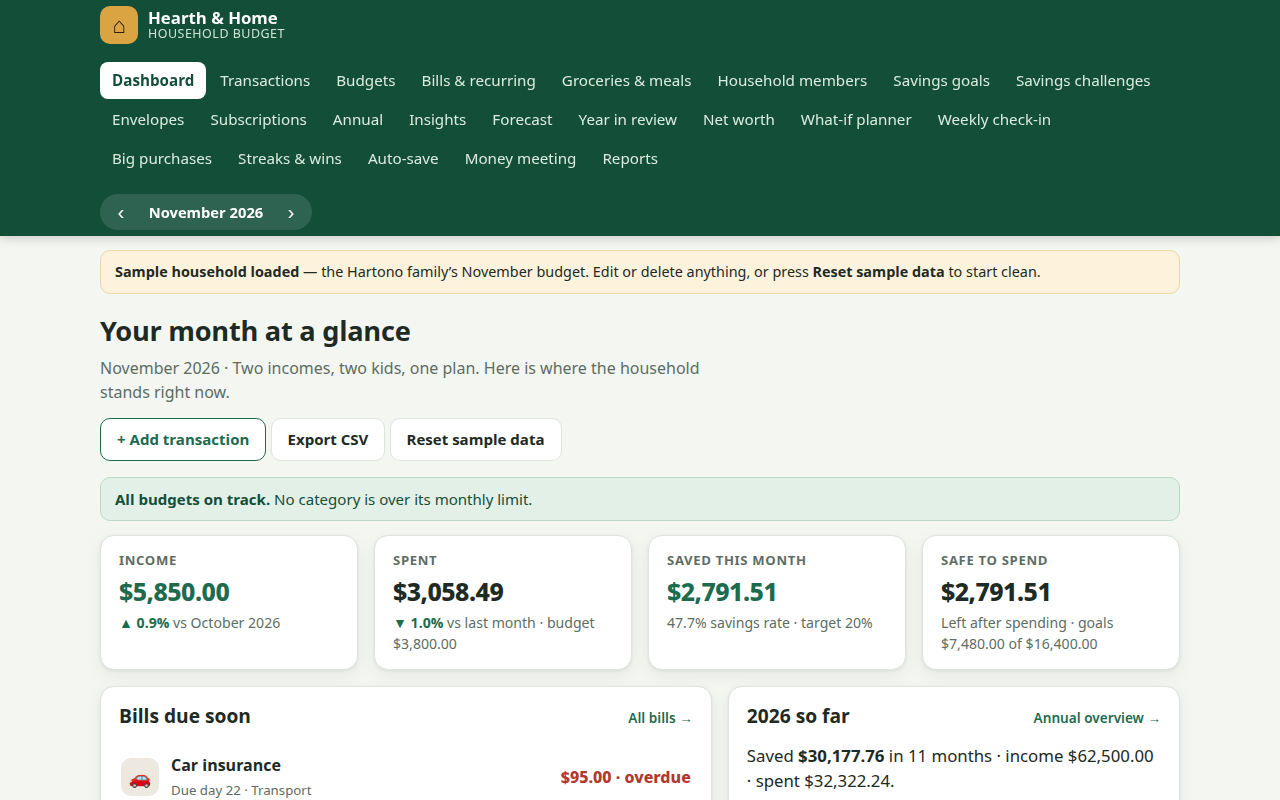 Hearth & Home
HOUSEHOLD BUDGET
Dashboard Transactions Budgets Bills & recurring Groceries & meals Household members Savings goals Savings challenges
Envelopes Subscriptions Annual Insights Forecast Year in review Net worth What-if planner Weekly check-in
Big purchases Streaks & wins Auto-save Money meeting Reports
‹ November 2026 ›
Sample household loaded — the Hartono family’s November budget. Edit or delete anything, or press Reset sample data to start clean.
Your month at a glance
November 2026 · Two incomes, two kids, one plan. Here is where the household
stands right now.
+ Add transaction Export CSV Reset sample data
All budgets on track. No category is over its monthly limit.
INCOME
$5,850.00
▲ 0.9% vs October 2026
SPENT
$3,058.49
▼ 1.0% vs last month · budget
$3,800.00
SAVED THIS MONTH
$2,791.51
47.7% savings rate · target 20%
SAFE TO SPEND
$2,791.51
Left after spending · goals
$7,480.00 of $16,400.00
Bills due soon All bills →
Car insurance
Due day 22 · Transport
$95.00 · overdue
2026 so far Annual overview →
Saved $30,177.76 in 11 months · income $62,500.00
· spent $32,322.24.